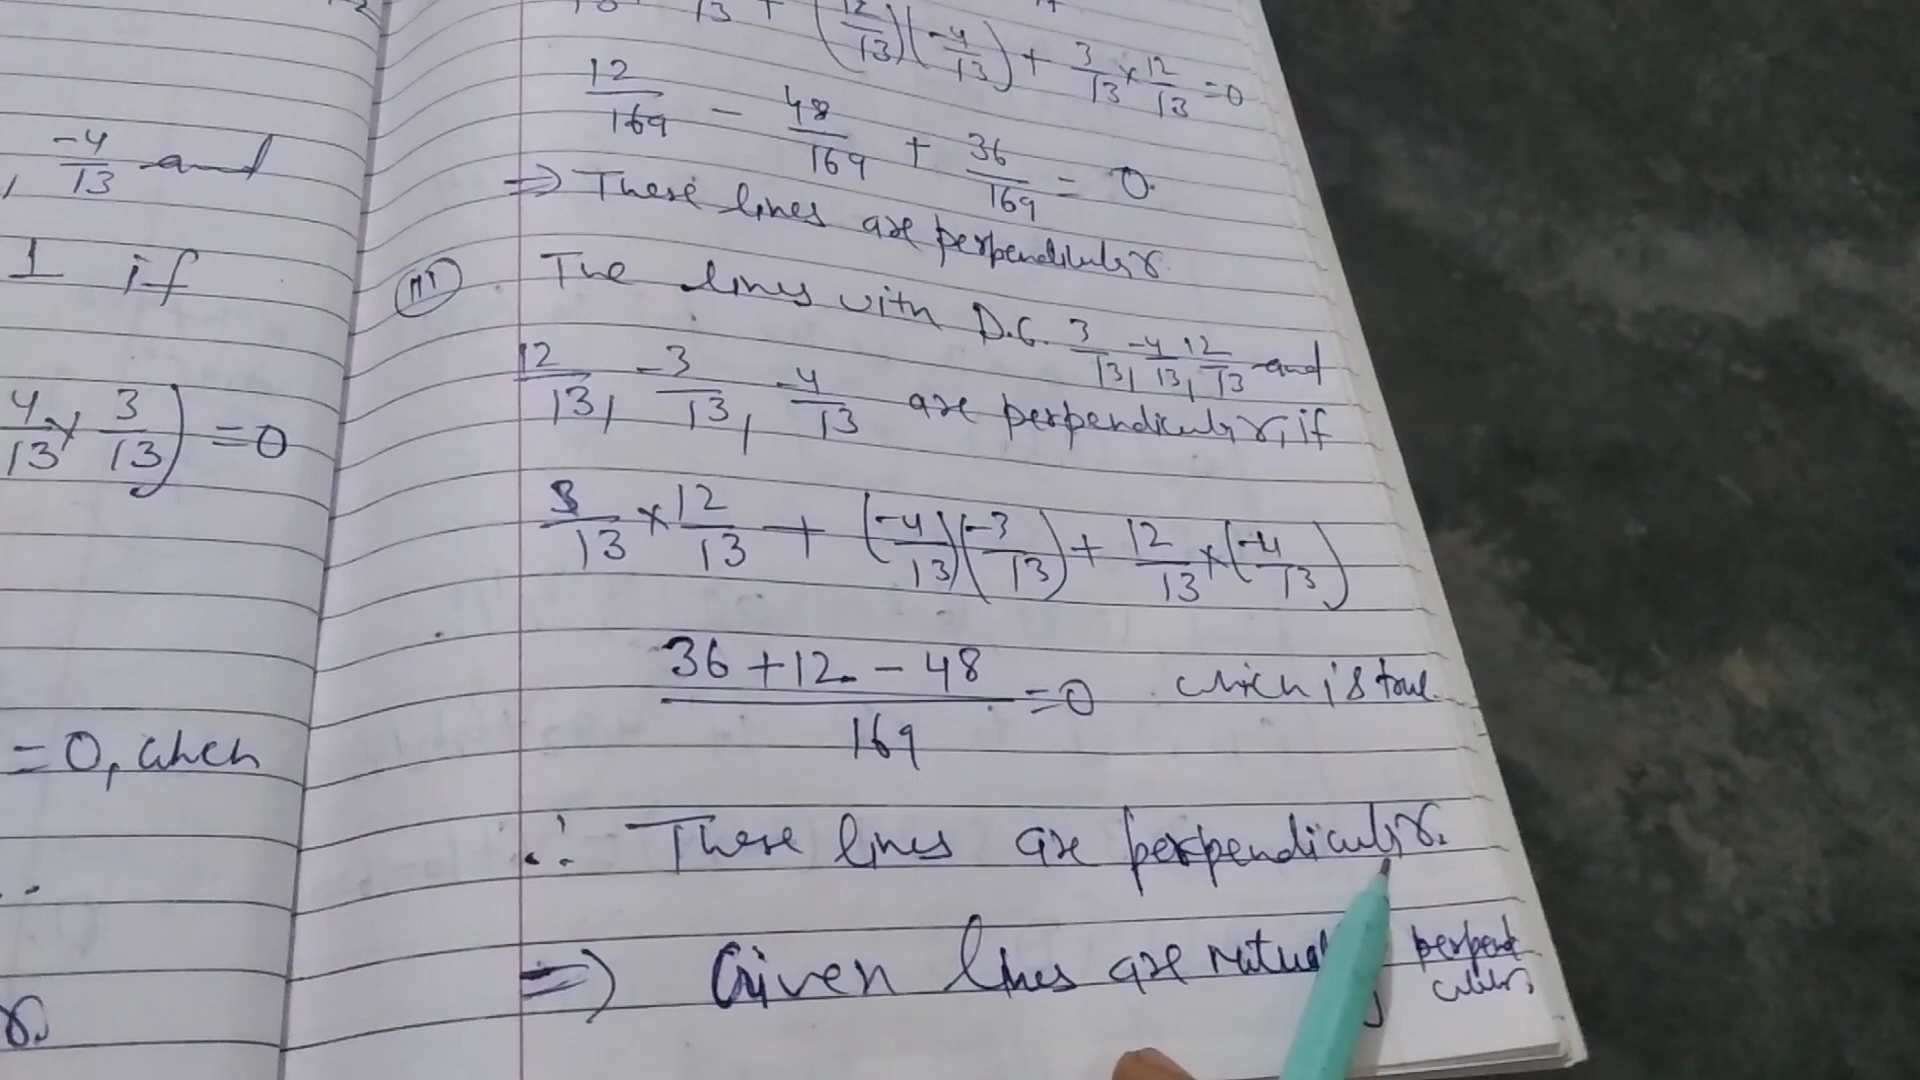 , -4/13 and
1 if
4/13 × 3/13) = 0
= 0, which
r.
13 + (12/13)(-4/13) + 3/13 × 12/13 = 0
12/169 - 48/169 + 36/169 = 0.
⇒ These lines are perpendicular.
(iii) The lines with D.C. 3/13, -4/13, 12/13 and
12/13, -3/13, -4/13 are perpendicular, if
3/13 × 12/13 + (-4/13)(-3/13) + 12/13 × (-4/13)
36 + 12 - 48 / 169 = 0 which is true.
∴ These lines are perpendicular.
⇒ Given lines are mutually perpendicular.